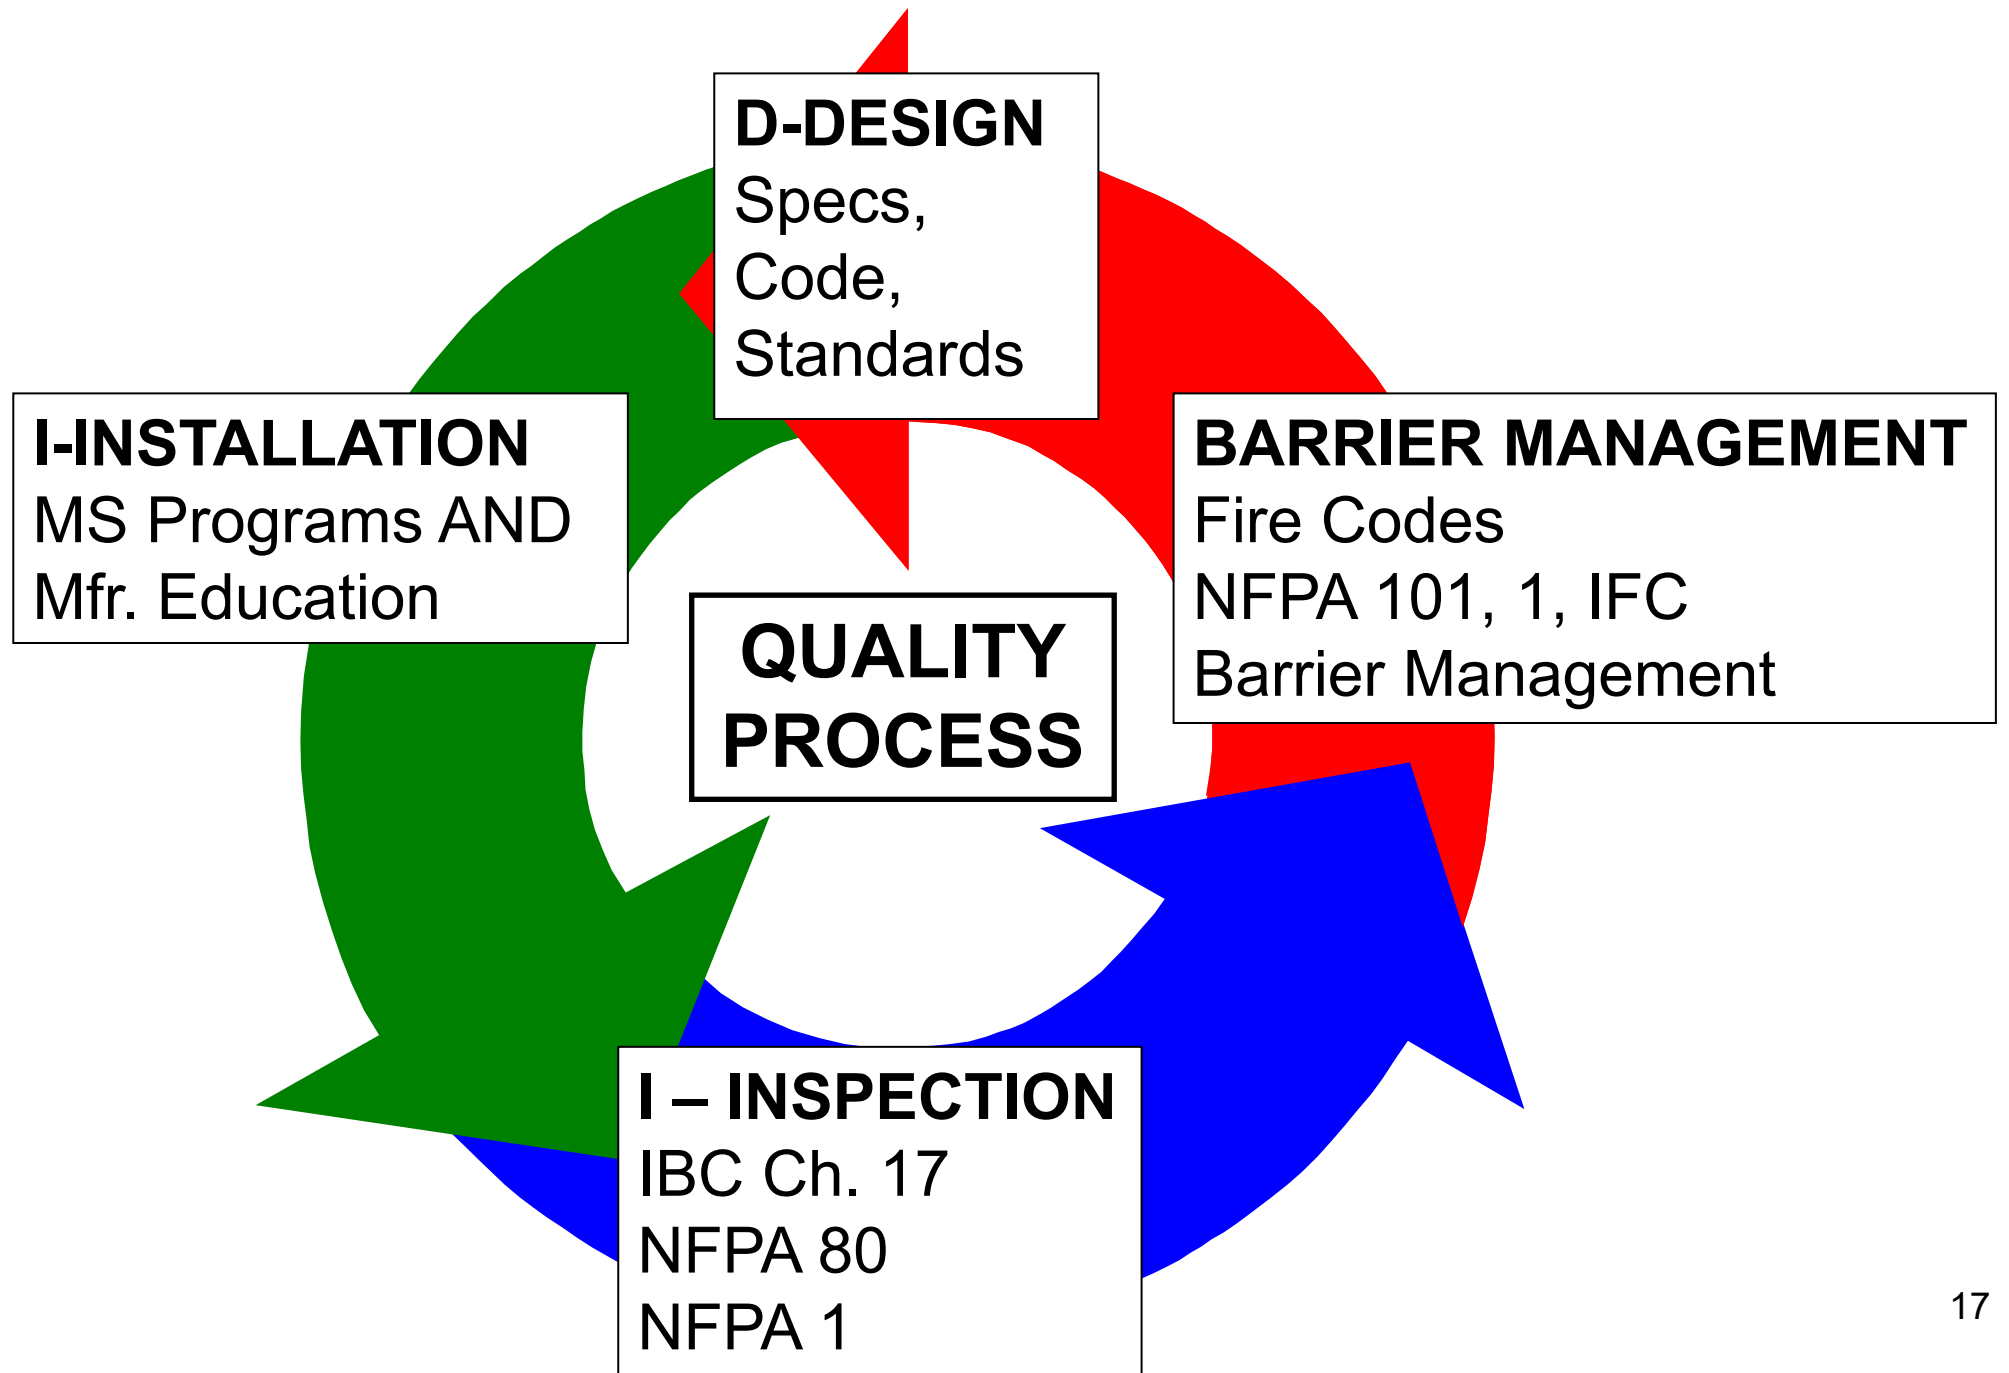 D-DESIGN
Specs,
Code,
Standards
I-INSTALLATION
MS Programs AND
Mfr. Education
BARRIER MANAGEMENT
Fire Codes
NFPA 101, 1, IFC
Barrier Management
QUALITY
PROCESS
I – INSPECTION
IBC Ch. 17
NFPA 80
NFPA 1
17